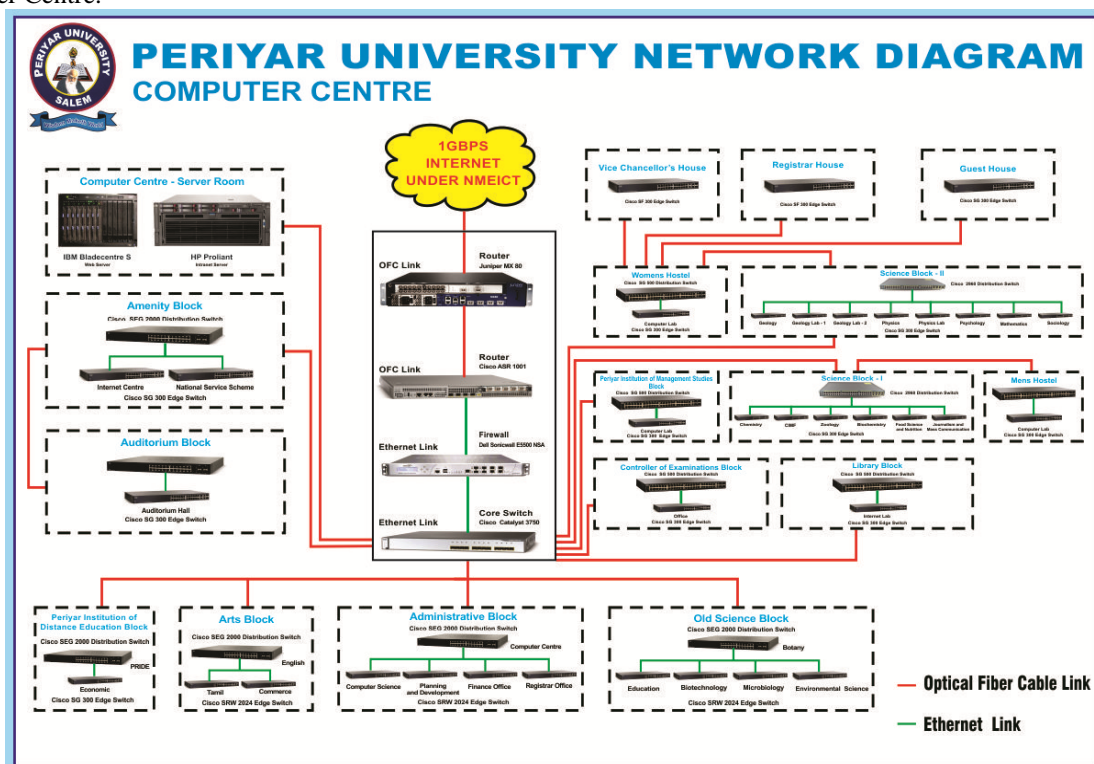 er Centre.
PERIYAR UNIVERSITY
SALEM
PERIYAR UNIVERSITY NETWORK DIAGRAM
COMPUTER CENTRE
1GBPS
INTERNET
UNDER NMEICT
Computer Centre - Server Room
IBM Bladecentre S
Web Server
HP Proliant
Intranet Server
Amenity Block
Cisco SEG 2000 Distribution Switch
Internet Centre
National Service Scheme
Cisco SG 300 Edge Switch
Auditorium Block
Auditorium Hall
Cisco SG 300 Edge Switch
OFC Link
Router
Juniper MX 80
OFC Link
Router
Cisco ASR 1001
Ethernet Link
Firewall
Dell Sonicwall E5500 NSA
Ethernet Link
Core Switch
Cisco Catalyst 3750
Vice Chancellor's House
Cisco SF 300 Edge Switch
Registrar House
Cisco SF 300 Edge Switch
Guest House
Cisco SG 300 Edge Switch
Womens Hostel
Cisco SG 500 Distribution Switch
Computer Lab
Cisco SG 300 Edge Switch
Science Block - II
Cisco 2960 Distribution Switch
Geology
Geology Lab - 1
Geology Lab - 2
Physics
Physics Lab
Psychology
Mathematics
Sociology
Cisco SG 300 Edge Switch
Periyar Institution of Management Studies
Block
Cisco SG 500 Distribution Switch
Computer Lab
Cisco SG 300 Edge Switch
Science Block - I
Cisco 2960 Distribution Switch
Chemistry
CIMF
Zoology
Biochemistry
Food Science
and Nutrition
Journalism and
Mass Communication
Cisco SG 300 Edge Switch
Mens Hostel
Computer Lab
Cisco SG 300 Edge Switch
Controller of Examinations Block
Cisco SG 500 Distribution Switch
Office
Cisco SG 300 Edge Switch
Library Block
Cisco SG 500 Distribution Switch
Internet Lab
Cisco SG 300 Edge Switch
Periyar Institution of
Distance Education Block
Cisco SEG 2000 Distribution Switch
PRIDE
Economic
Cisco SG 300 Edge Switch
Arts Block
Cisco SEG 2000 Distribution Switch
English
Tamil
Commerce
Cisco SRW 2024 Edge Switch
Administrative Block
Cisco SEG 2000 Distribution Switch
Computer Centre
Computer Science
Planning
and Development
Finance Office
Registrar Office
Cisco SRW 2024 Edge Switch
Old Science Block
Cisco SEG 2000 Distribution Switch
Botany
Education
Biotechnology
Microbiology
Environmental Science
Cisco SRW 2024 Edge Switch
Optical Fiber Cable Link
Ethernet Link